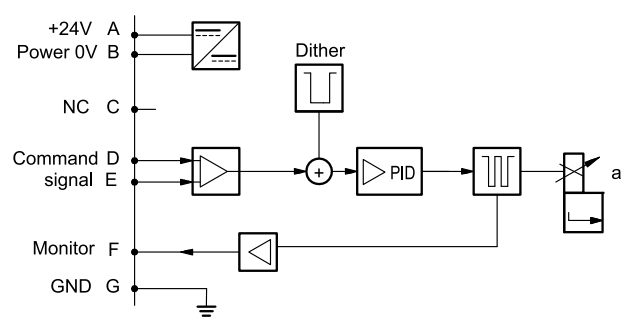 +24V A
Power 0V B
Dither
NC C
Command D
signal E
+
PID
a
Monitor F
GND G